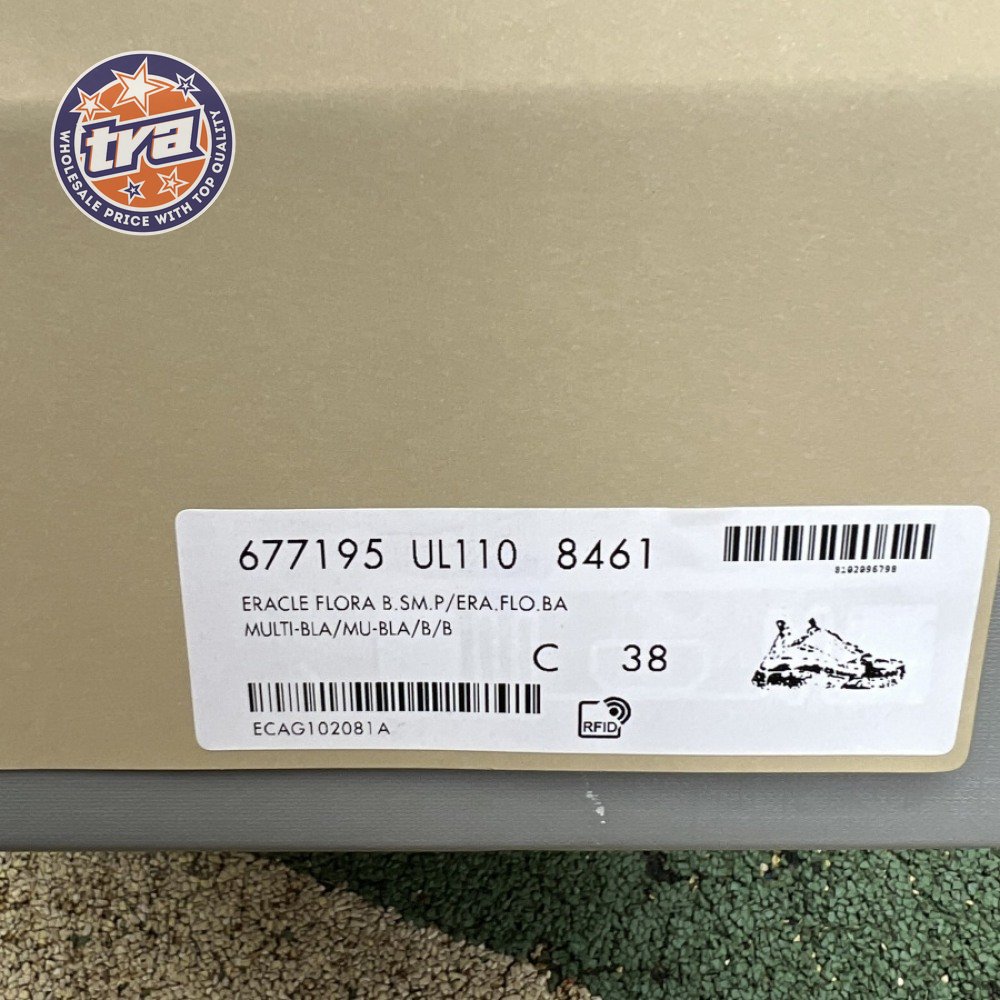 tra
WHOLESALE PRICE WITH TOP QUALITY
677195 UL110 8461
8102096798
ERACLE FLORA B.SM.P/ERA.FLO.BA
MULTI-BLA/MU-BLA/B/B
C 38
ECAG102081A
RFID